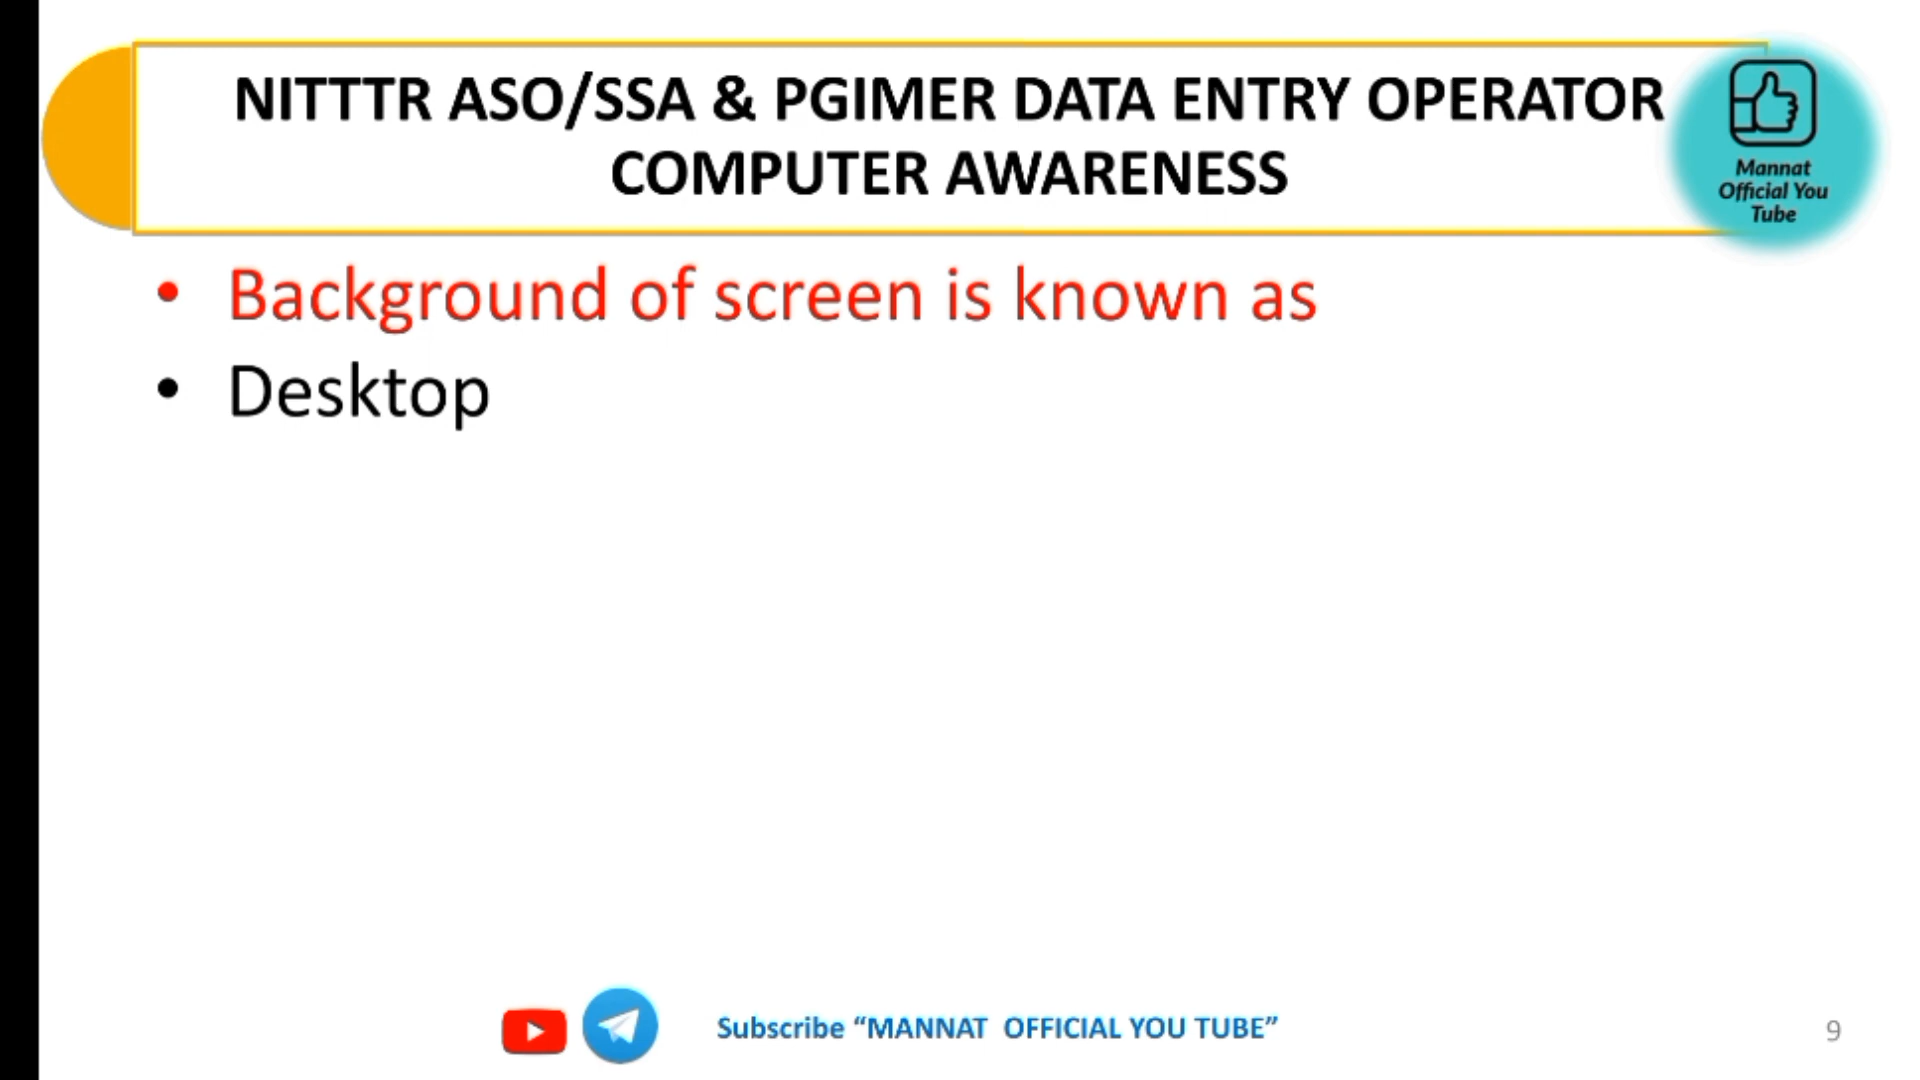 NITTTR ASO/SSA & PGIMER DATA ENTRY OPERATOR
COMPUTER AWARENESS
Mannat
Official You
Tube
• Background of screen is known as
• Desktop
Subscribe “MANNAT OFFICIAL YOU TUBE”
9